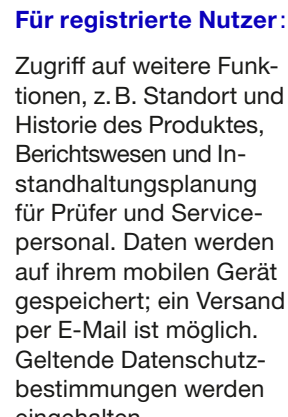 Für registrierte Nutzer:
Zugriff auf weitere Funk-
tionen, z. B. Standort und
Historie des Produktes,
Berichtswesen und In-
standhaltungsplanung
für Prüfer und Service-
personal. Daten werden
auf ihrem mobilen Gerät
gespeichert; ein Versand
per E-Mail ist möglich.
Geltende Datenschutz-
bestimmungen werden
eingehalten